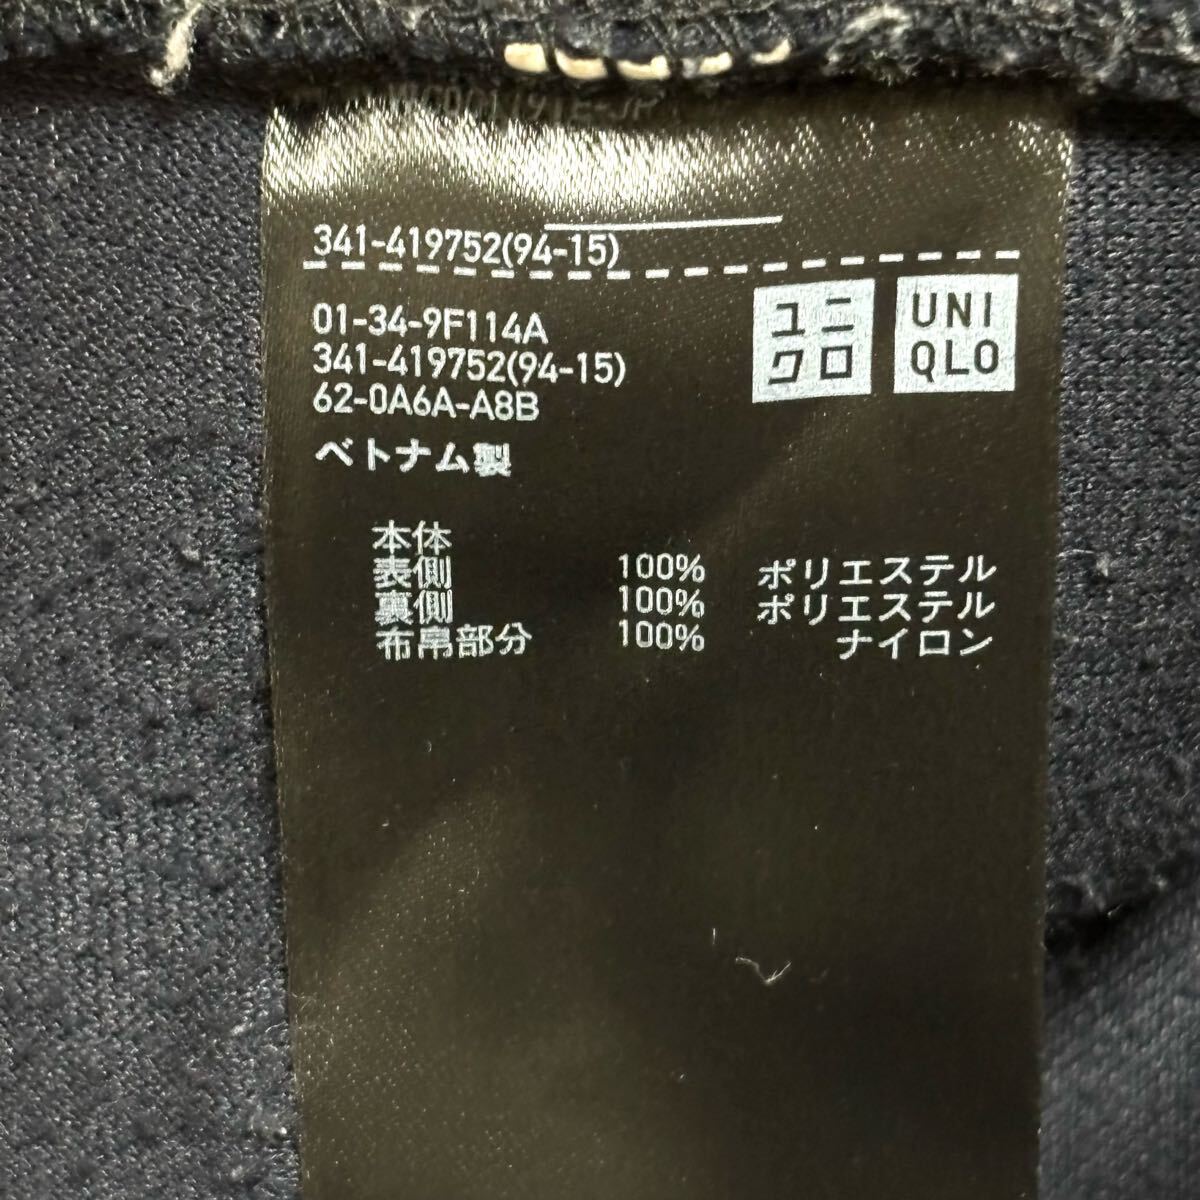 341-419752(94-15)
01-34-9F114A
341-419752(94-15)
62-0A6A-A8B
ベトナム製
ユニ
クロ
UNI
QLO
本体
表側 100% ポリエステル
裏側 100% ポリエステル
布帛部分 100% ナイロン